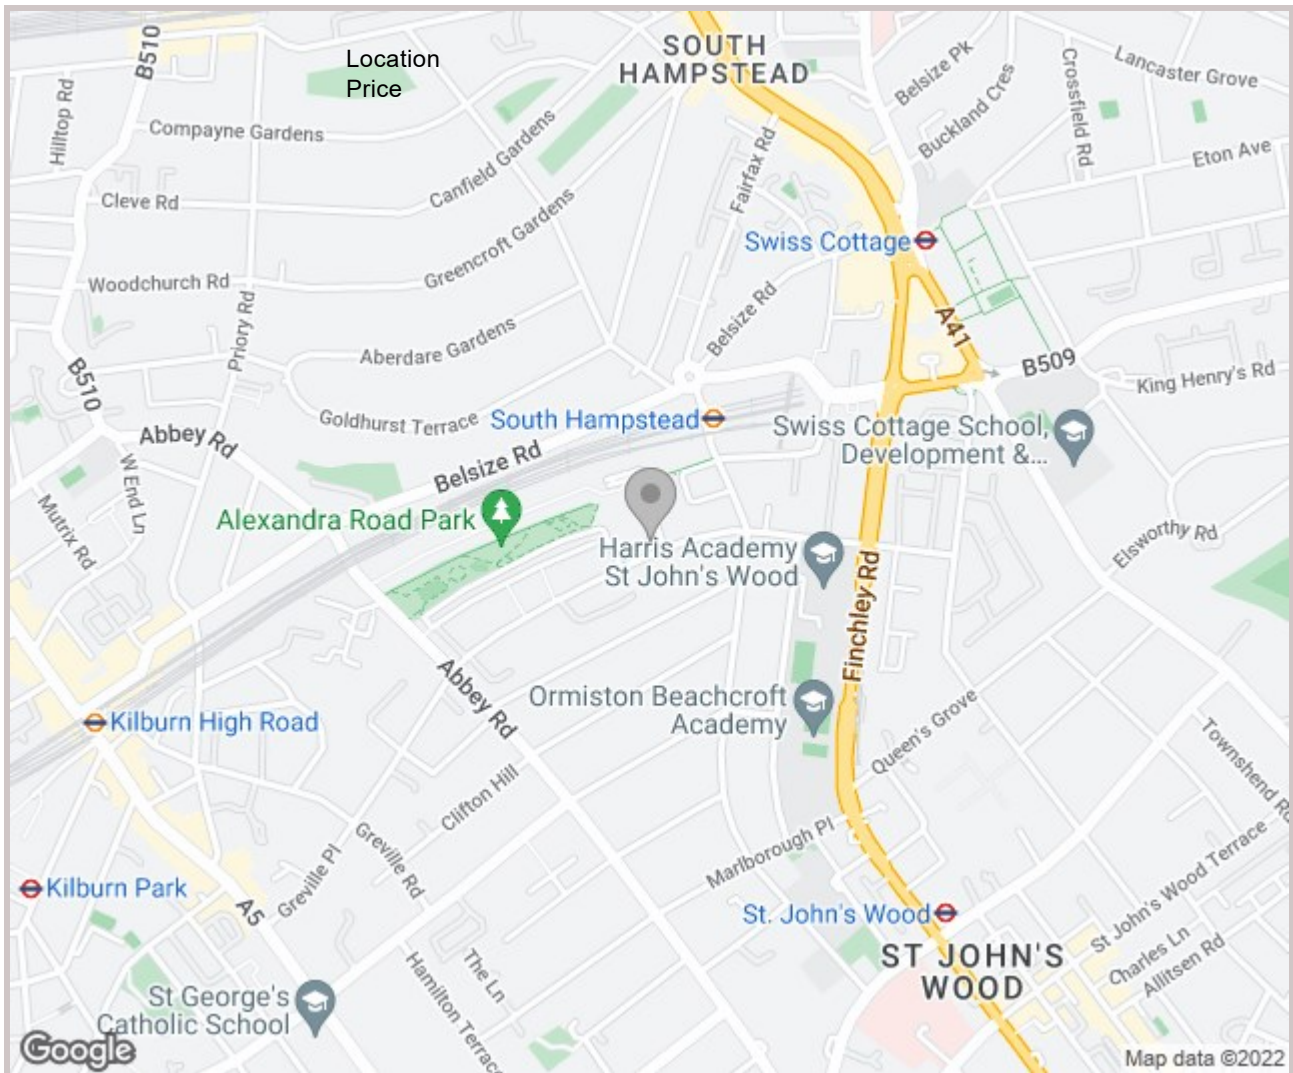 B510
Location
Price
SOUTH
HAMPSTEAD
Belsize Pk
Buckland Cres
Crossfield Rd
Lancaster Grove
Hilltop Rd
Compayne Gardens
Canfield Gardens
Fairfax Rd
Eton Ave
Cleve Rd
Greencroft Gardens
Swiss Cottage
Woodchurch Rd
Priory Rd
Belsize Rd
A41
Aberdare Gardens
B509
B510
King Henry's Rd
Goldhurst Terrace
South Hampstead
Abbey Rd
Swiss Cottage School,
Development &...
Belsize Rd
W End Ln
Mutrix Rd
Alexandra Road Park
Elsworthy Rd
Harris Academy
St John's Wood
Finchley Rd
Abbey Rd
Ormiston Beachcroft
Academy
Kilburn High Road
Queen's Grove
Townshend Rd
Clifton Hill
Greville Rd
Marlborough Pl
Greville Pl
Kilburn Park
A5
St. John's Wood
St John's Wood Terrace
Charles Ln
Allitsen Rd
ST JOHN'S
WOOD
The Ln
Hamilton Terrace
St George's
Catholic School
Google
Map data ©2022